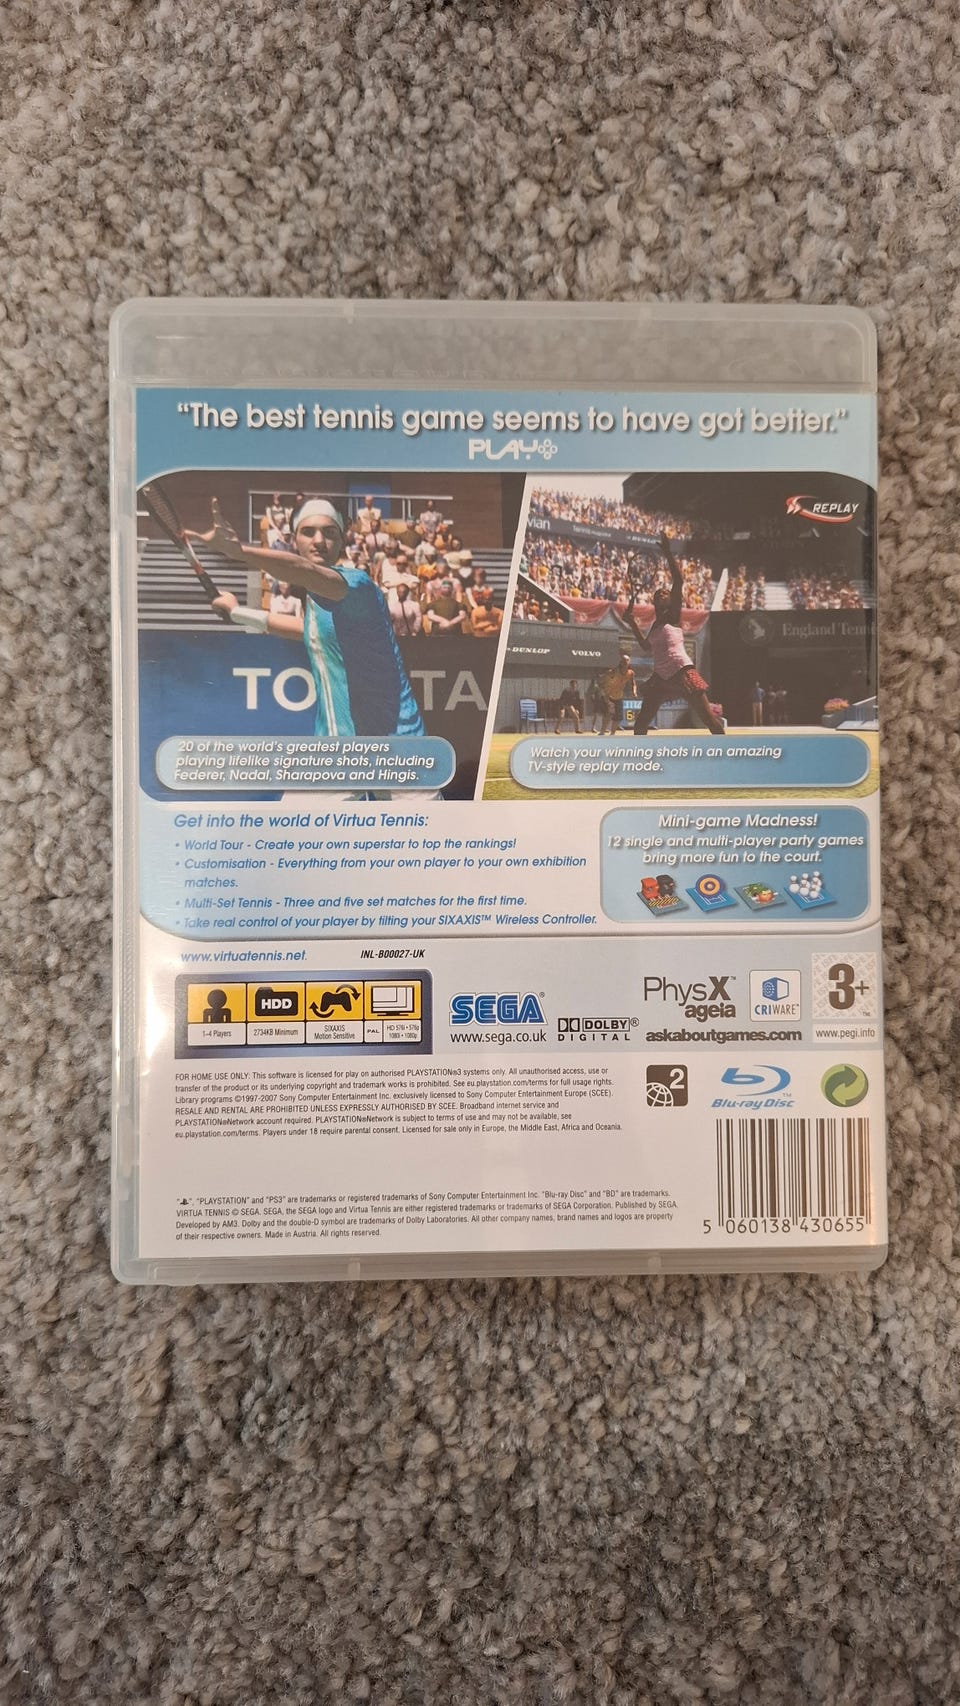 “The best tennis game seems to have got better.”
PLAY
REPLAY
vian
DUNLOP
VOLVO
England Tenn
TO TA
20 of the world's greatest players
playing lifelike signature shots, including
Federer, Nadal, Sharapova and Hingis.
Watch your winning shots in an amazing
TV-style replay mode.
Get into the world of Virtua Tennis:
• World Tour - Create your own superstar to top the rankings!
• Customisation - Everything from your own player to your own exhibition
matches.
• Multi-Set Tennis - Three and five set matches for the first time.
• Take real control of your player by tilting your SIXAXIS™ Wireless Controller.
Mini-game Madness!
12 single and multi-player party games
bring more fun to the court.
www.virtuatennis.net
INL-B00027-UK
HDD
1-4 Players
2734KB Minimum
SIXAXIS
Motion Sensitive
PAL
HD 576i • 576p
1080i • 1080p
SEGA®
www.sega.co.uk
DOLBY®
DIGITAL
PhysX™
ageia
CRIWARE™
askaboutgames.com
3+™
www.pegi.info
FOR HOME USE ONLY: This software is licensed for play on authorised PLAYSTATION®3 systems only. All unauthorised access, use or
transfer of the product or its underlying copyright and trademark works is prohibited. See eu.playstation.com/terms for full usage rights.
Library programs ©1997-2007 Sony Computer Entertainment Inc. exclusively licensed to Sony Computer Entertainment Europe (SCEE).
RESALE AND RENTAL ARE PROHIBITED UNLESS EXPRESSLY AUTHORISED BY SCEE. Broadband internet service and
PLAYSTATION®Network account required. PLAYSTATION®Network is subject to terms of use and may not be available, see
eu.playstation.com/terms. Players under 18 require parental consent. Licensed for sale only in Europe, the Middle East, Africa and Oceania.
2
Blu-ray Disc
", "PLAYSTATION" and "PS3" are trademarks or registered trademarks of Sony Computer Entertainment Inc. "Blu-ray Disc" and "BD" are trademarks.
VIRTUA TENNIS © SEGA. SEGA, the SEGA logo and Virtua Tennis are either registered trademarks or trademarks of SEGA Corporation. Published by SEGA.
Developed by AM3. Dolby and the double-D symbol are trademarks of Dolby Laboratories. All other company names, brand names and logos are property
of their respective owners. Made in Austria. All rights reserved.
5 060138 430655